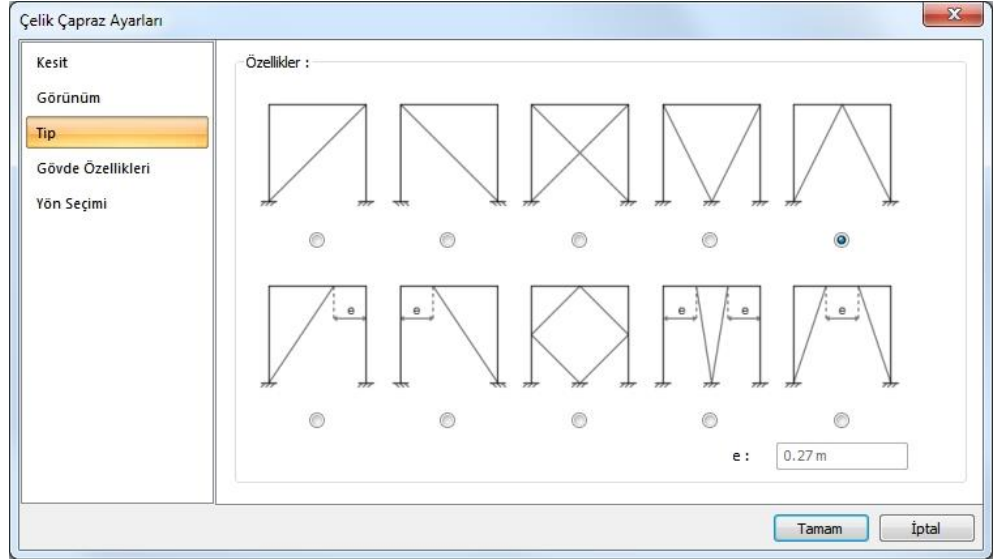 Çelik Çapraz Ayarları
Kesit
Görünüm
Tip
Gövde Özellikleri
Yön Seçimi
Özellikler :
e
e
e
e
e
e : 0.27 m
Tamam
İptal